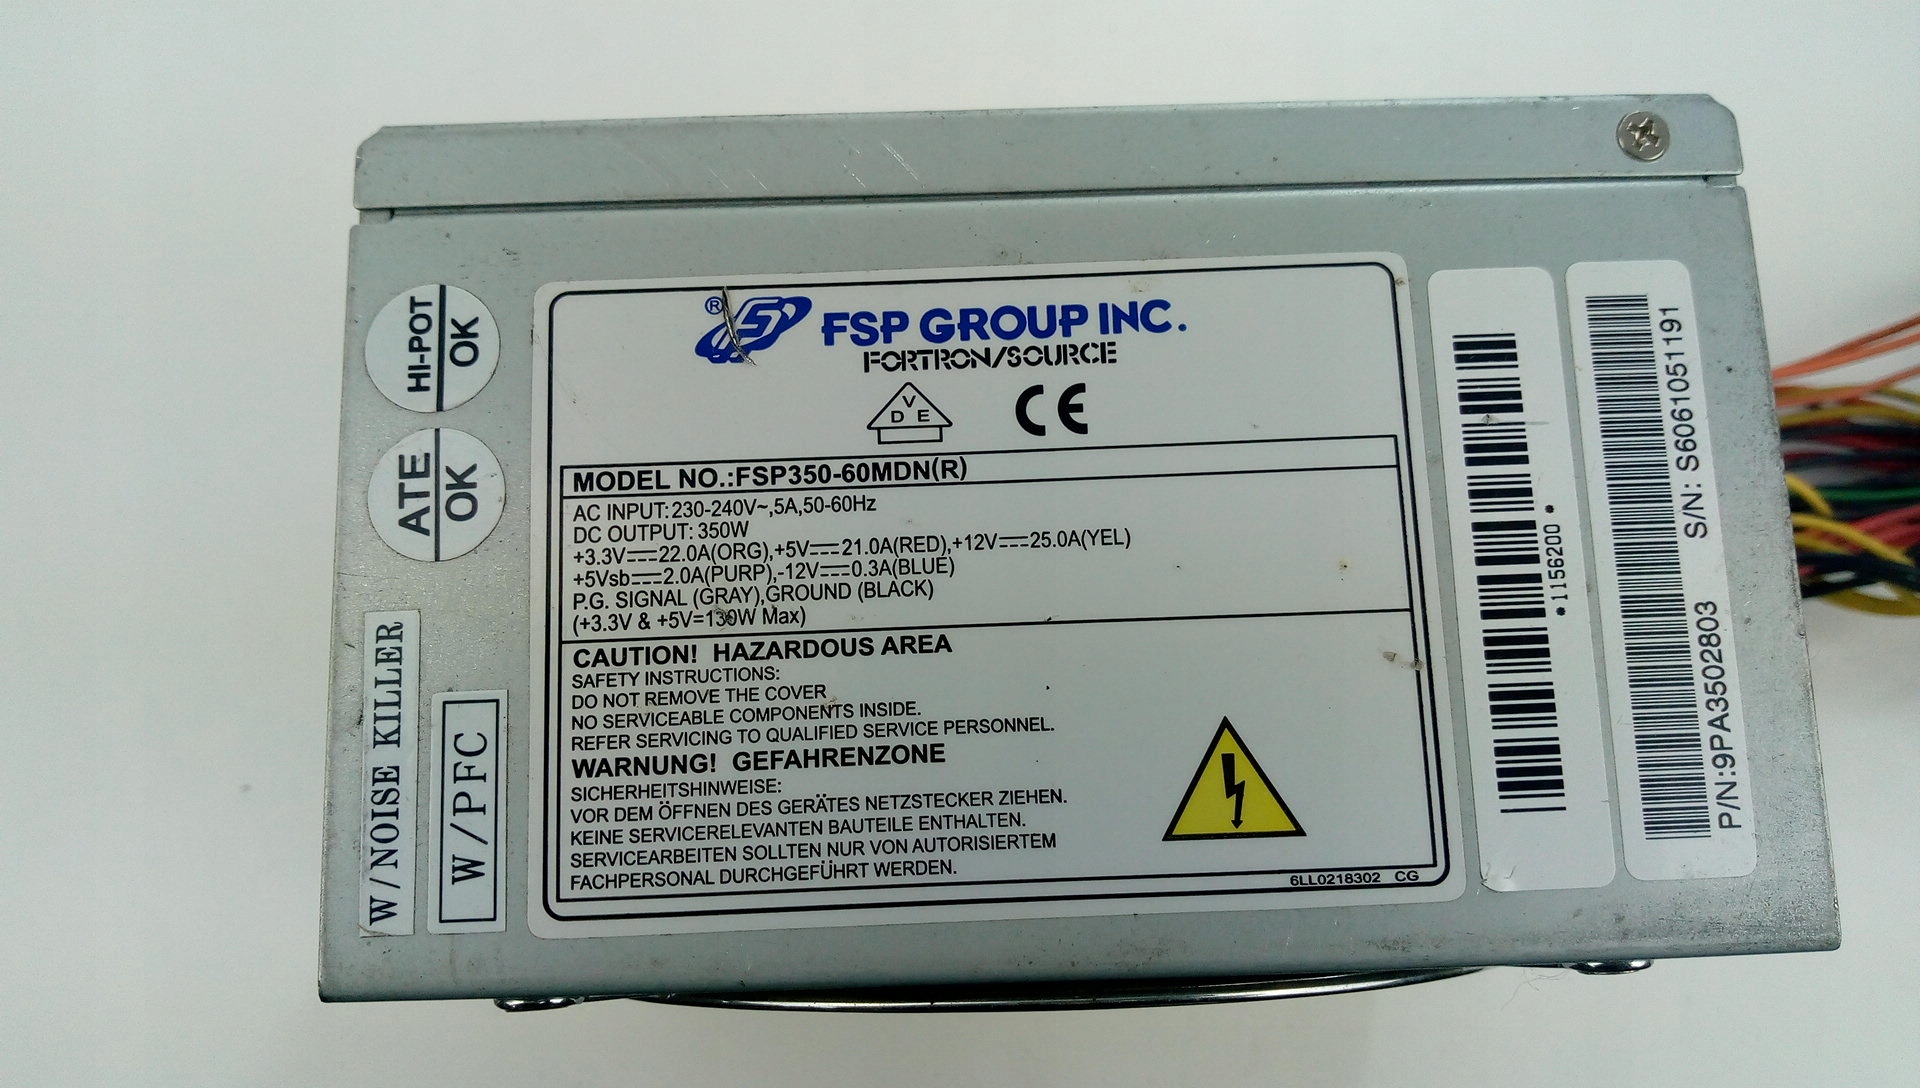 HI-POT
OK
ATE
OK
W/NOISE KILLER
W/PFC
®
FSP GROUP INC.
FORTRON/SOURCE
VDE
CE
MODEL NO.:FSP350-60MDN(R)
AC INPUT:230-240V~,5A,50-60Hz
DC OUTPUT: 350W
+3.3V⎓22.0A(ORG),+5V⎓21.0A(RED),+12V⎓25.0A(YEL)
+5Vsb⎓2.0A(PURP),-12V⎓0.3A(BLUE)
P.G. SIGNAL (GRAY),GROUND (BLACK)
(+3.3V & +5V=130W Max)
CAUTION! HAZARDOUS AREA
SAFETY INSTRUCTIONS:
DO NOT REMOVE THE COVER
NO SERVICEABLE COMPONENTS INSIDE.
REFER SERVICING TO QUALIFIED SERVICE PERSONNEL.
WARNUNG! GEFAHRENZONE
SICHERHEITSHINWEISE:
VOR DEM ÖFFNEN DES GERÄTES NETZSTECKER ZIEHEN.
KEINE SERVICERELEVANTEN BAUTEILE ENTHALTEN.
SERVICEARBEITEN SOLLTEN NUR VON AUTORISIERTEM
FACHPERSONAL DURCHGEFÜHRT WERDEN.
6LL0218302 CG
*1156200*
P/N:9PA3502803 S/N: S6061051191